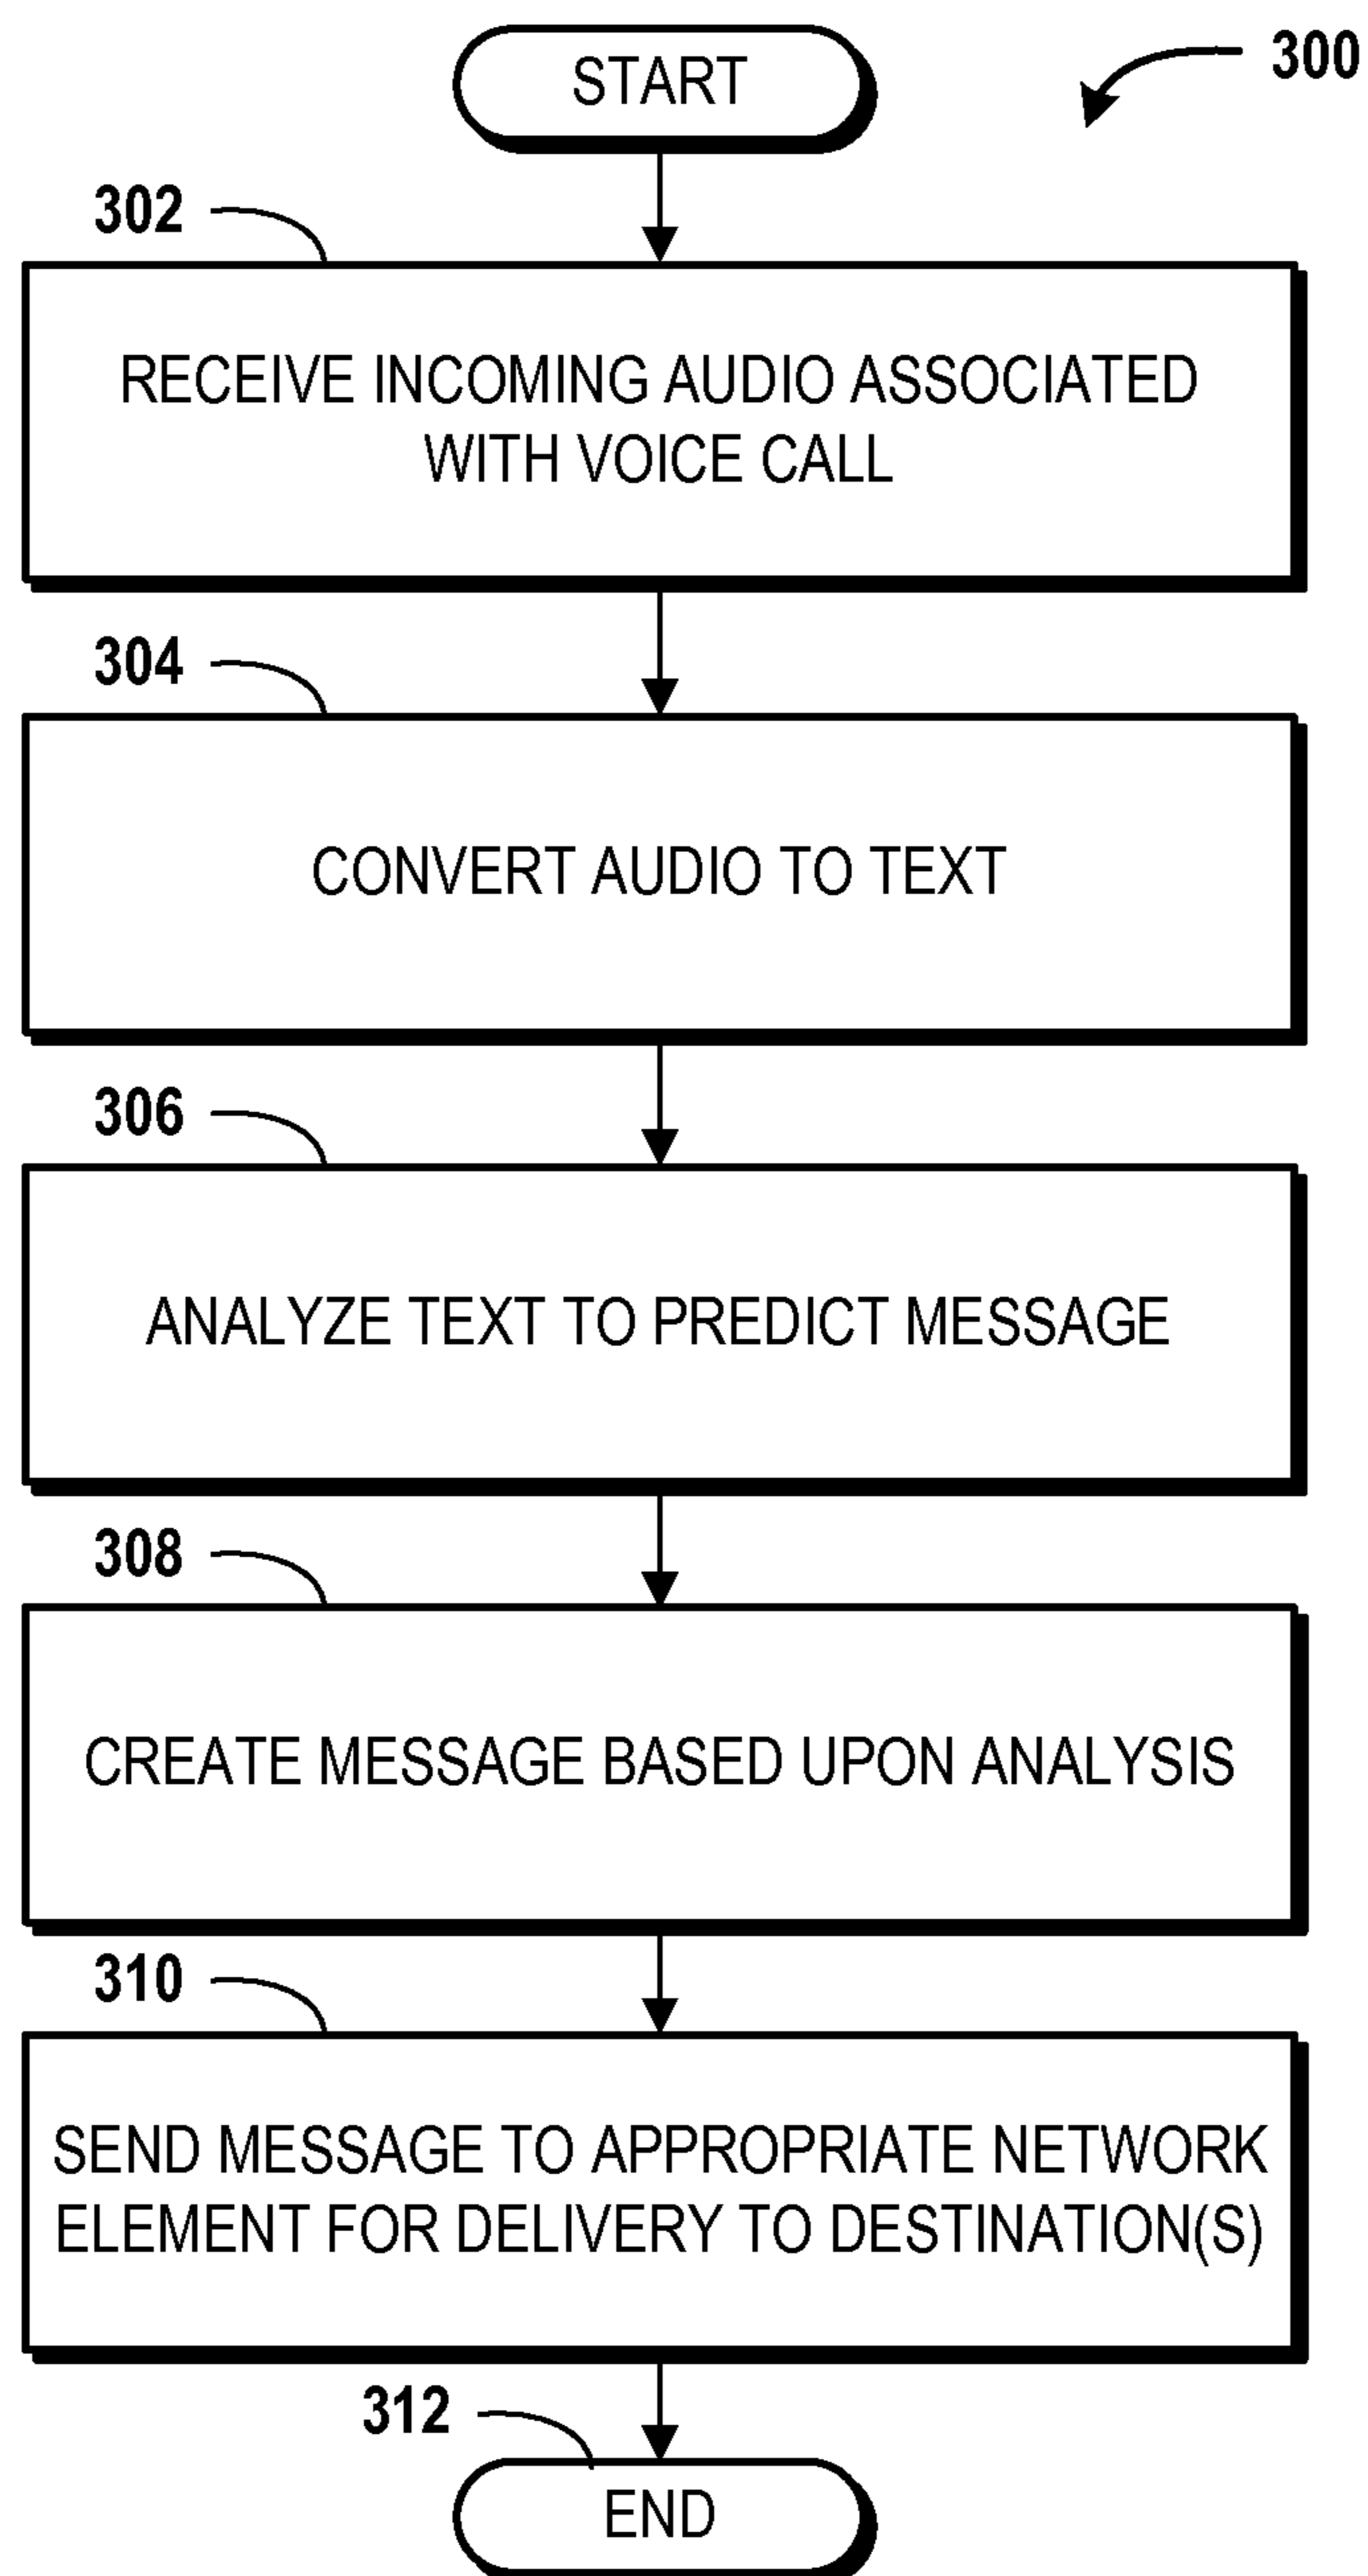 START
300
302
RECEIVE INCOMING AUDIO ASSOCIATED
WITH VOICE CALL
304
CONVERT AUDIO TO TEXT
306
ANALYZE TEXT TO PREDICT MESSAGE
308
CREATE MESSAGE BASED UPON ANALYSIS
310
SEND MESSAGE TO APPROPRIATE NETWORK
ELEMENT FOR DELIVERY TO DESTINATION(S)
312
END